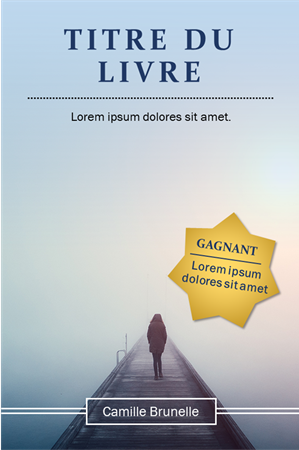 TITRE DU
LIVRE
Lorem ipsum dolores sit amet.
GAGNANT
Lorem ipsum
dolores sit amet
Camille Brunelle